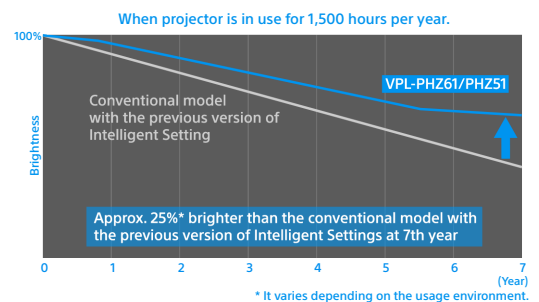 When projector is in use for 1,500 hours per year.
100%
VPL-PHZ61/PHZ51
Conventional model
with the previous version of
Intelligent Setting
Brightness
Approx. 25%* brighter than the conventional model with
the previous version of Intelligent Settings at 7th year
0 1 2 3 4 5 6 7
(Year)
* It varies depending on the usage environment.